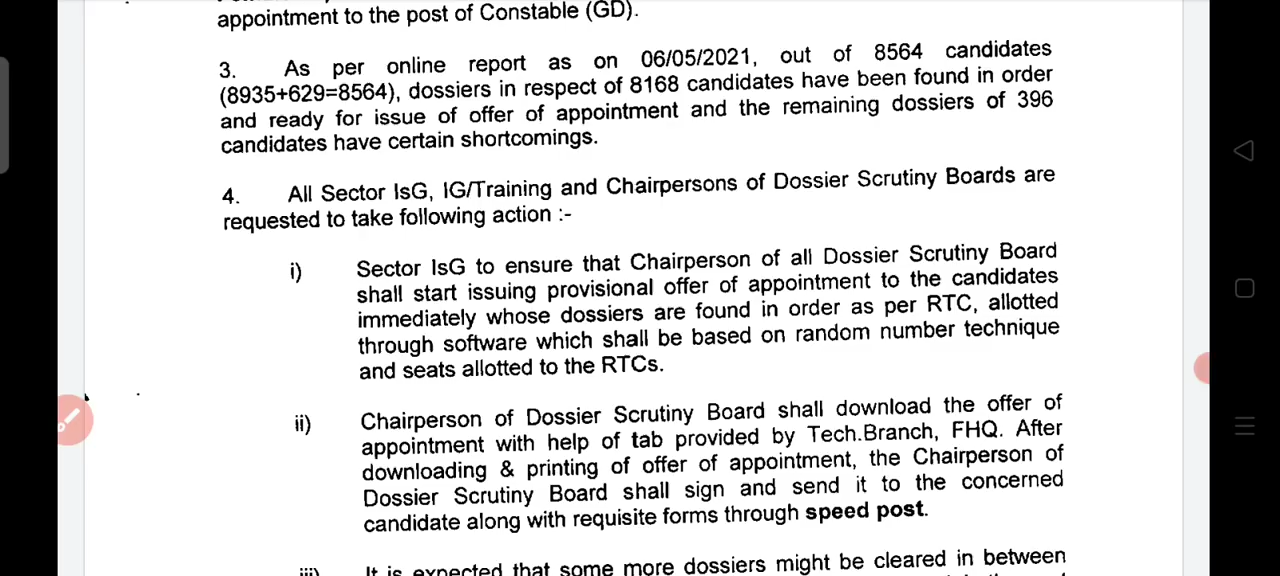 appointment to the post of Constable (GD).
3. As per online report as on 06/05/2021, out of 8564 candidates
(8935+629=8564), dossiers in respect of 8168 candidates have been found in order
and ready for issue of offer of appointment and the remaining dossiers of 396
candidates have certain shortcomings.
4. All Sector IsG, IG/Training and Chairpersons of Dossier Scrutiny Boards are
requested to take following action :-
i) Sector IsG to ensure that Chairperson of all Dossier Scrutiny Board
shall start issuing provisional offer of appointment to the candidates
immediately whose dossiers are found in order as per RTC, allotted
through software which shall be based on random number technique
and seats allotted to the RTCs.
ii) Chairperson of Dossier Scrutiny Board shall download the offer of
appointment with help of tab provided by Tech.Branch, FHQ. After
downloading & printing of offer of appointment, the Chairperson of
Dossier Scrutiny Board shall sign and send it to the concerned
candidate along with requisite forms through speed post.
iii) It is expected that some more dossiers might be cleared in between